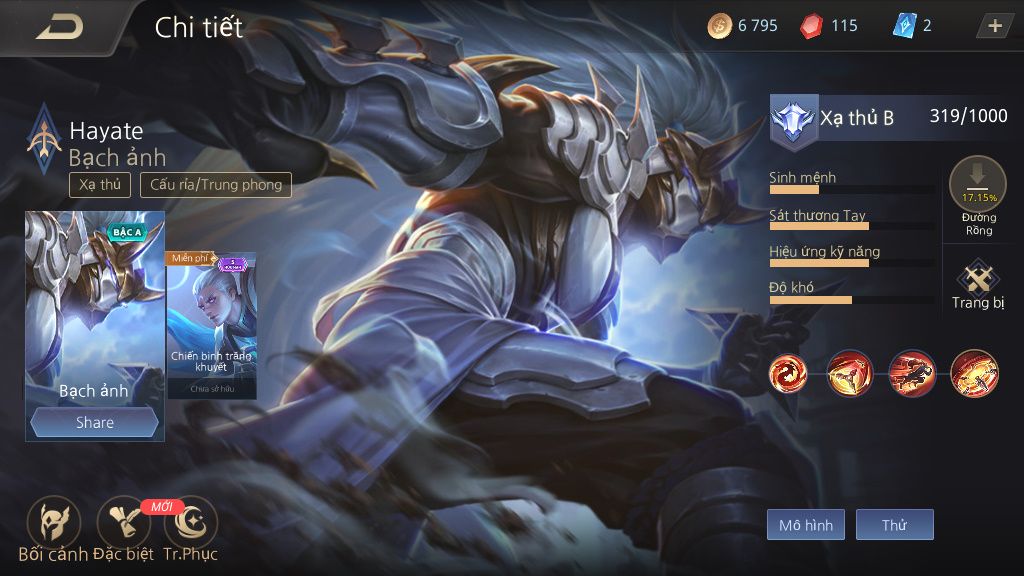 Chi tiết
6 795
115
2
Hayate
Bạch ảnh
Xạ thủ
Cấu rỉa/Trung phong
BẬC A
Bạch ảnh
Share
Miễn phí
Chiến binh trăng
khuyết
Chưa sở hữu
Xạ thủ B
319/1000
Sinh mệnh
Sát thương Tay
Hiệu ứng kỹ năng
Độ khó
17.15%
Đường
Rồng
Trang bị
MỚI
Bối cảnh
Đặc biệt
Tr.Phục
Mô hình
Thử